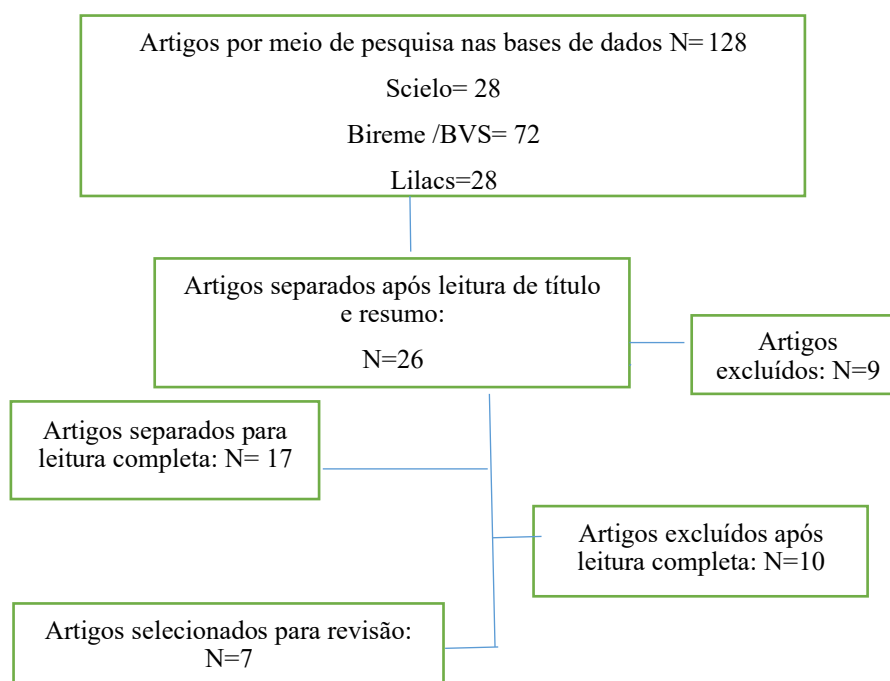 Artigos por meio de pesquisa nas bases de dados N= 128
Scielo= 28
Bireme /BVS= 72
Lilacs=28
Artigos separados após leitura de título
e resumo:
N=26
Artigos
excluídos: N=9
Artigos separados para
leitura completa: N= 17
Artigos excluídos após
leitura completa: N=10
Artigos selecionados para revisão:
N=7